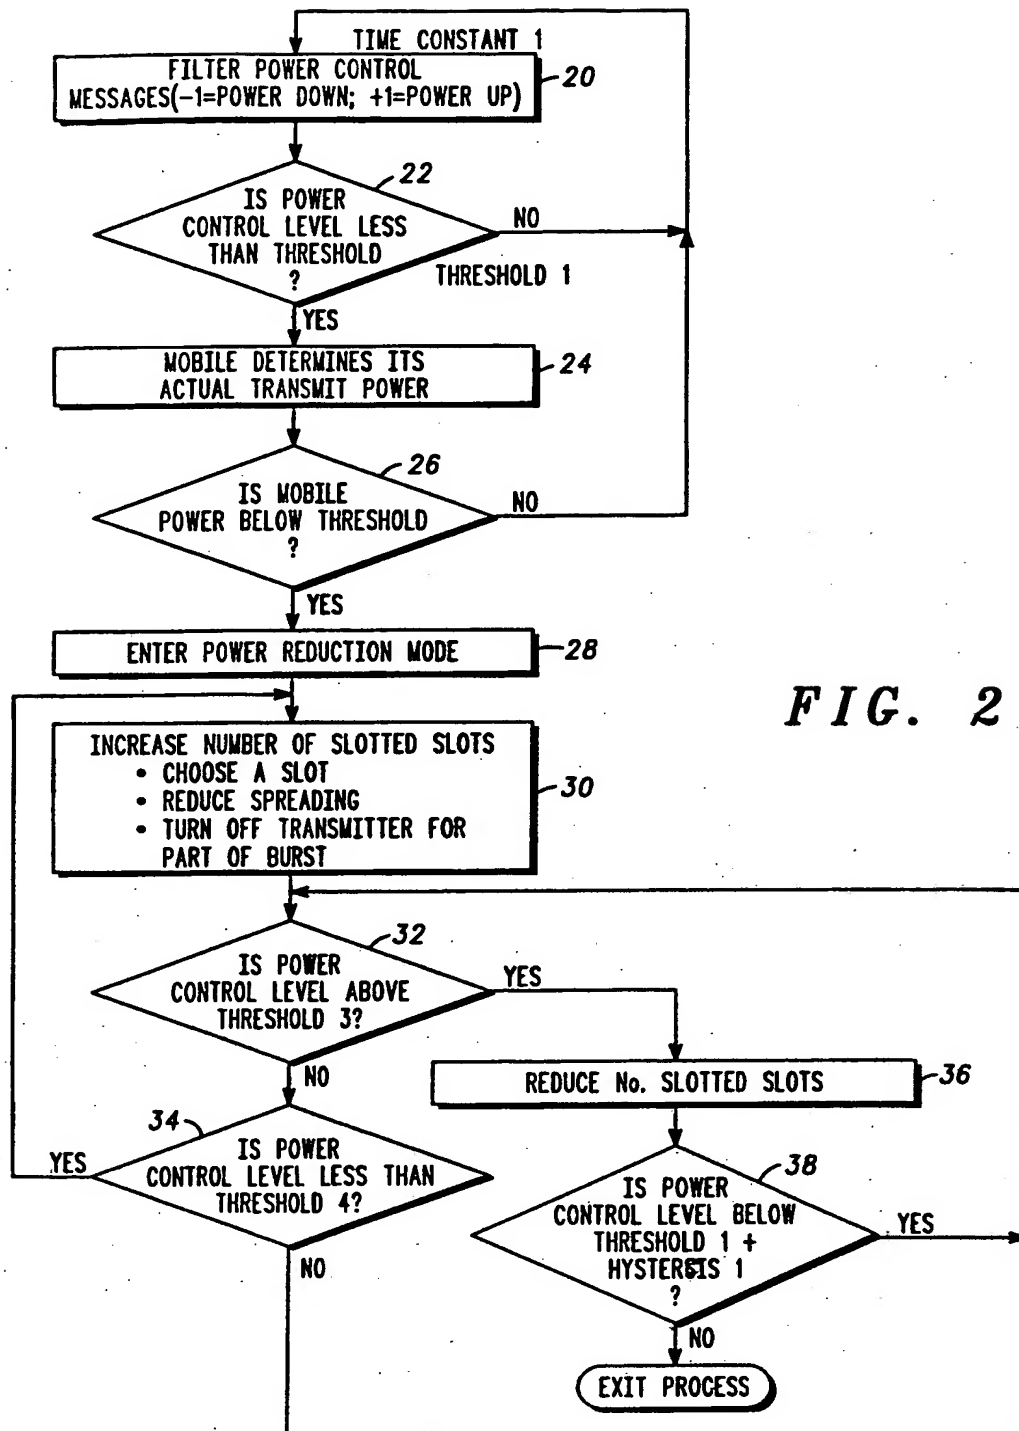 TIME CONSTANT 1
FILTER POWER CONTROL
MESSAGES(-1=POWER DOWN; +1=POWER UP)
20
22
IS POWER
CONTROL LEVEL LESS
THAN THRESHOLD
?
NO
THRESHOLD 1
YES
MOBILE DETERMINES ITS
ACTUAL TRANSMIT POWER
24
26
IS MOBILE
POWER BELOW THRESHOLD
?
NO
YES
ENTER POWER REDUCTION MODE
28
FIG. 2
INCREASE NUMBER OF SLOTTED SLOTS
• CHOOSE A SLOT
• REDUCE SPREADING
• TURN OFF TRANSMITTER FOR
PART OF BURST
30
32
IS POWER
CONTROL LEVEL ABOVE
THRESHOLD 3?
YES
NO
REDUCE No. SLOTTED SLOTS
36
34
IS POWER
CONTROL LEVEL LESS THAN
THRESHOLD 4?
YES
NO
38
IS POWER
CONTROL LEVEL BELOW
THRESHOLD 1 +
HYSTERSIS 1
?
YES
NO
EXIT PROCESS